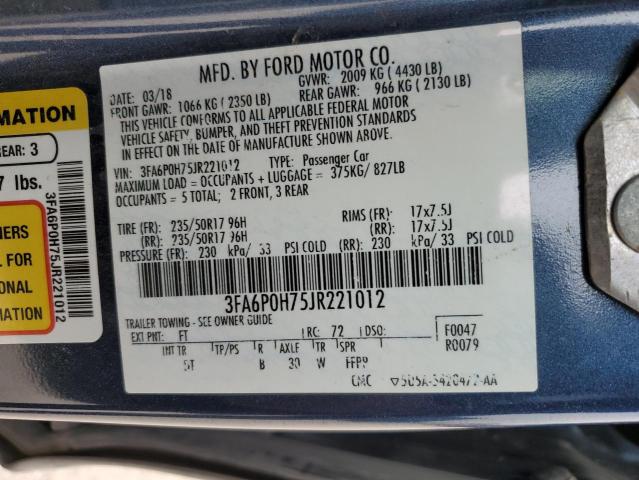 MFD. BY FORD MOTOR CO.
DATE: 03/18
GVWR: 2009 KG (4430 LB)
FRONT GAWR: 1066 KG (2350 LB)
REAR GAWR: 966 KG (2130 LB)
THIS VEHICLE CONFORMS TO ALL APPLICABLE FEDERAL MOTOR
VEHICLE SAFETY, BUMPER, AND THEFT PREVENTION STANDARDS
IN EFFECT ON THE DATE OF MANUFACTURE SHOWN ABOVE.
VIN: 3FA6P0H75JR221012 TYPE: Passenger Car
MAXIMUM LOAD = OCCUPANTS + LUGGAGE = 375KG/ 827LB
OCCUPANTS = 5 TOTAL; 2 FRONT, 3 REAR
TIRE (FR): 235/50R17 96H RIMS (FR): 17x7.5J
(RR): 235/50R17 96H (RR): 17x7.5J
PRESSURE (FR): 230 kPa/ 33 PSI COLD (RR): 230 kPa/ 33 PSI COLD
3FA6P0H75JR221012
TRAILER TOWING - SEE OWNER GUIDE
EXT PNT: FT RC: 72 DSO: F0047
R0079
INT TR TP/PS R AXLE TR SPR
B 30 W
CMC
MATION
REAR: 3
7 lbs.
NERS
FOR
ONAL
MATION
3FA6P0H75JR221012